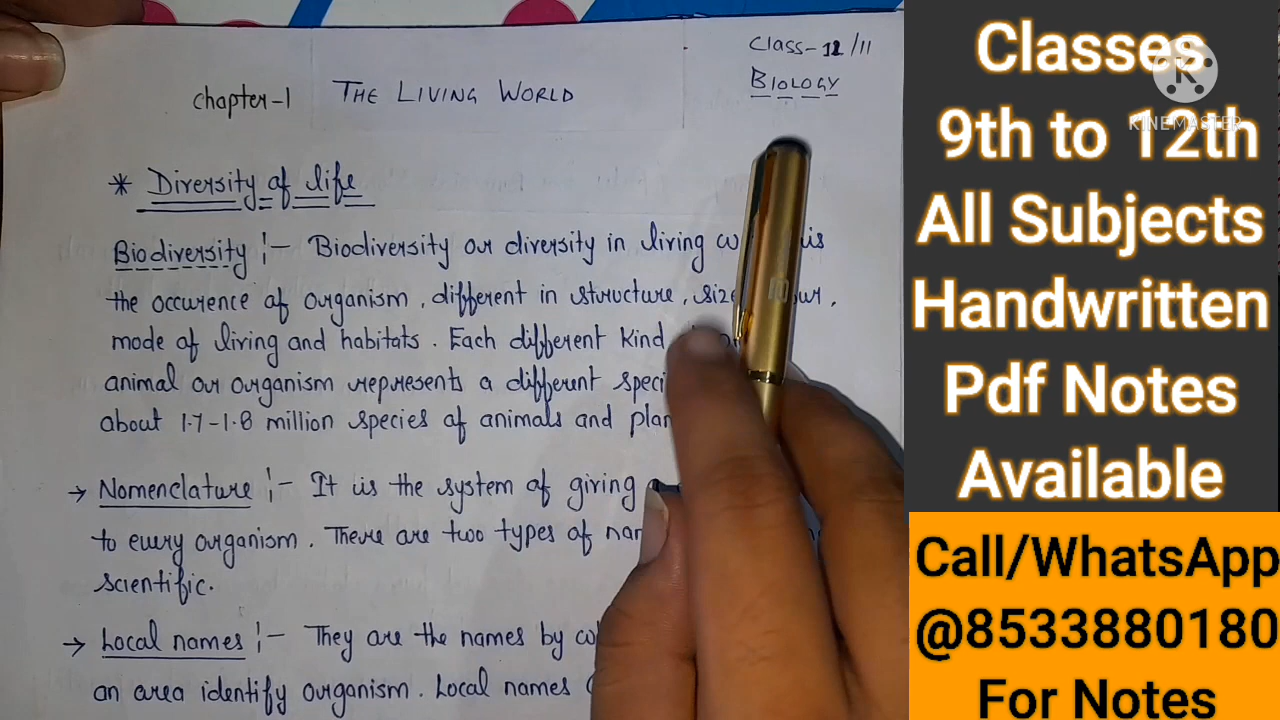 Class-11/11
BIOLOGY
Chapter-1 THE LIVING WORLD
* Diversity of life
Biodiversity :- Biodiversity or diversity in living is
the occurence of organism, different in structure, size
mode of living and habitats. Each different kind
animal or organism represents a different
about 1.7-1.8 million species of animals and
→ Nomenclature :- It is the system of giving
to every organism. There are two types of
scientific.
→ Local names :- They are the names by
an area identify organism. Local names
Classes
9th to 12th
All Subjects
Handwritten
Pdf Notes
Available
Call/WhatsApp
@8533880180
For Notes
K
KINEMASTER